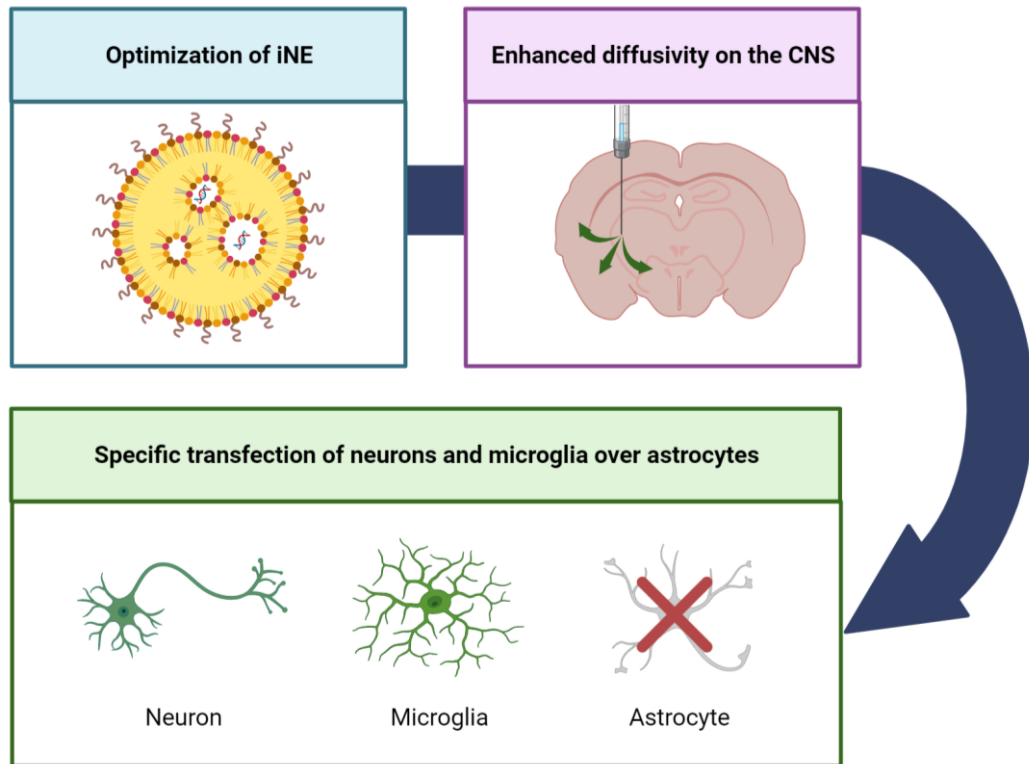 Optimization of iNE
Enhanced diffusivity on the CNS
Specific transfection of neurons and microglia over astrocytes
Neuron
Microglia
Astrocyte